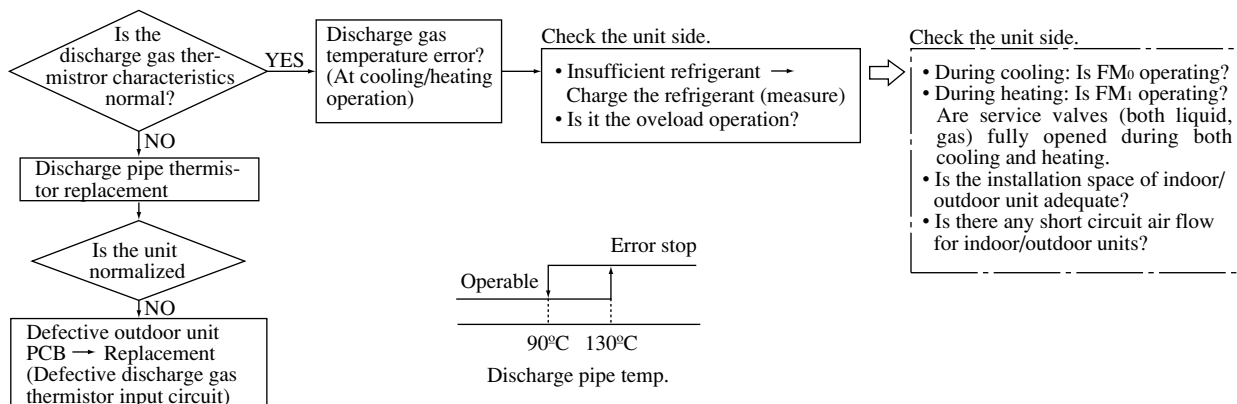 Is the
discharge gas ther-
mistror characteristics
normal?
YES
Discharge gas
temperature error?
(At cooling/heating
operation)
Check the unit side.
• Insufficient refrigerant →
Charge the refrigerant (measure)
• Is it the oveload operation?
Check the unit side.
• During cooling: Is FM0 operating?
• During heating: Is FM1 operating?
Are service valves (both liquid,
gas) fully opened during both
cooling and heating.
• Is the installation space of indoor/
outdoor unit adequate?
• Is there any short circuit air flow
for indoor/outdoor units?
NO
Discharge pipe thermis-
tor replacement
Is the unit
normalized
NO
Defective outdoor unit
PCB → Replacement
(Defective discharge gas
thermistor input circuit)
Error stop
Operable
90ºC 130ºC
Discharge pipe temp.